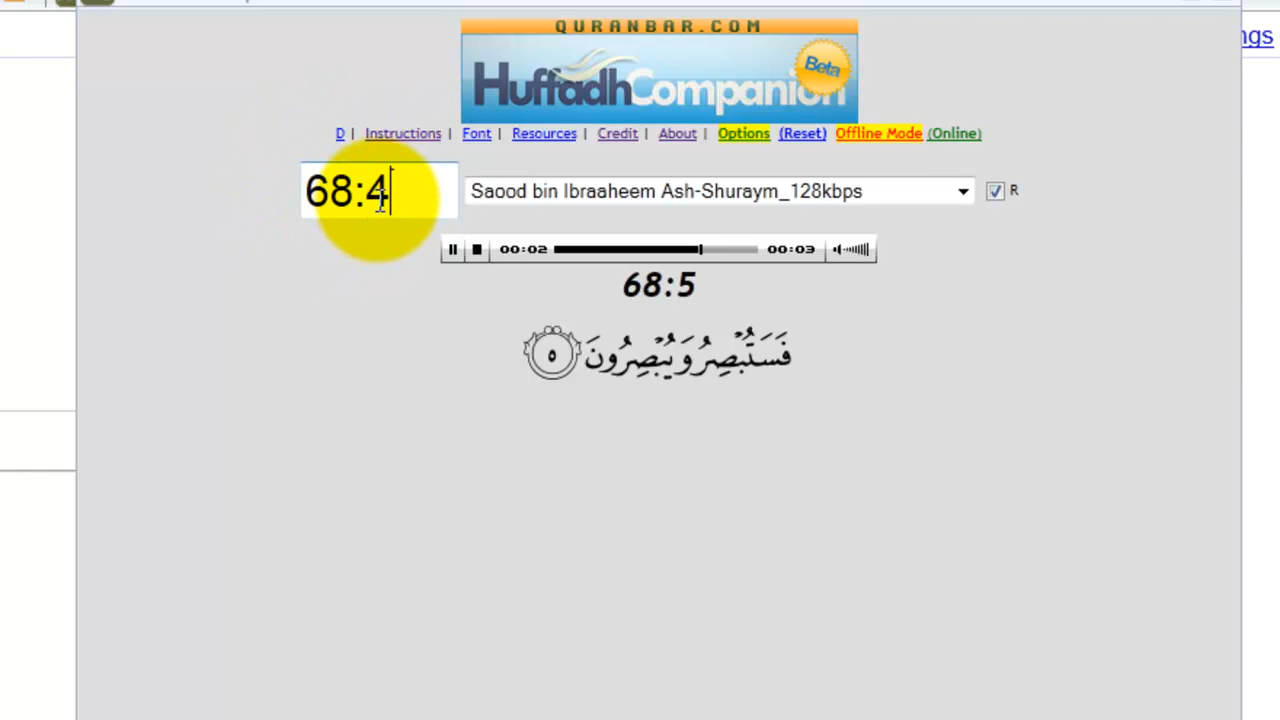 ngs
QURANBAR.COM
HuffadhCompanion
Beta
D | Instructions | Font | Resources | Credit | About | Options (Reset) Offline Mode (Online)
68:4 Saood bin Ibraaheem Ash-Shuraym_128kbps R
00:02 00:03
68:5
فَسَتُبْصِرُ وَيُبْصِرُونَ ٥